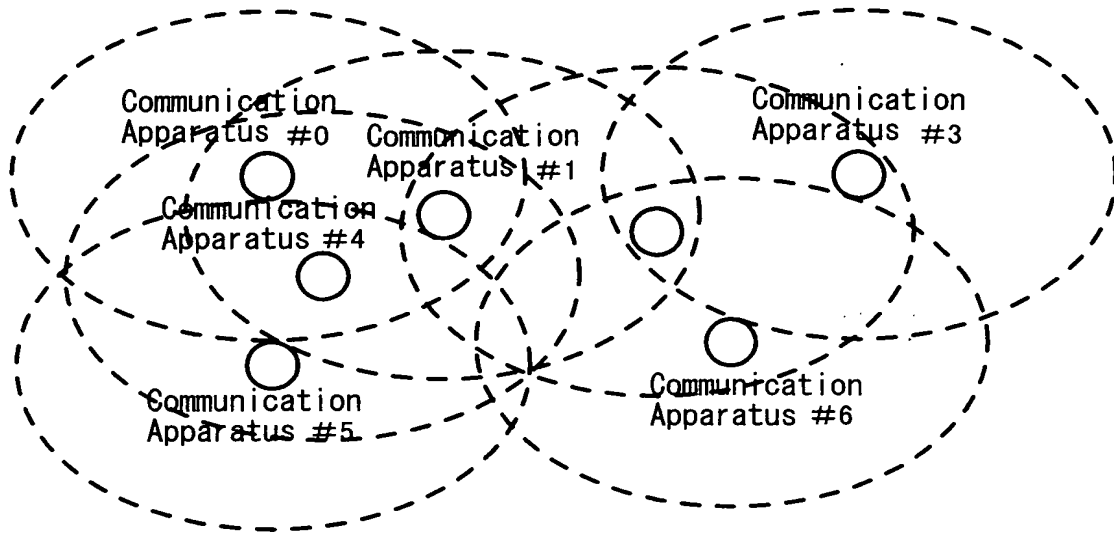 Communication
Apparatus #0
Communication
Apparatus #1
Communication
Apparatus #3
Communication
Apparatus #4
Communication
Apparatus #5
Communication
Apparatus #6